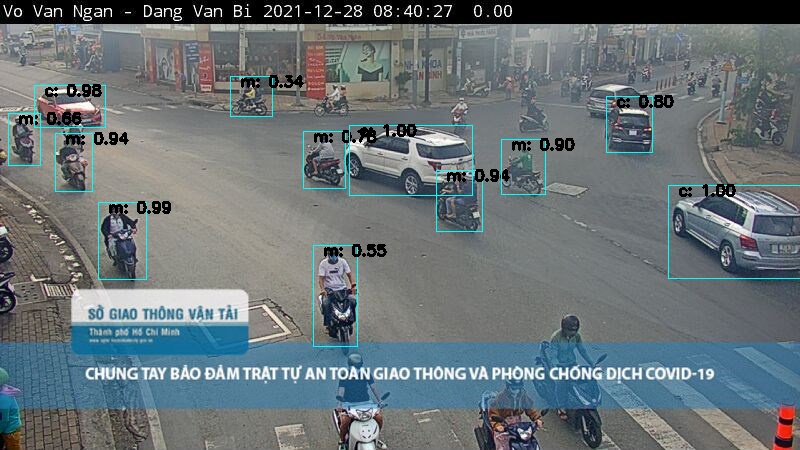 Vo Van Ngan - Dang Van Bi 2021-12-28 08:40:27 0.00
m: 0.34
c: 0.98
c: 0.80
m: 0.66
m: 0.94
1.00
m: 0.90
m: 0.94
c: 1.00
m: 0.99
m: 0.55
NHA KHOA
SỞ GIAO THÔNG VẬN TẢI
Thành phố Hồ Chí Minh
CHUNG TAY BẢO ĐẢM TRẬT TỰ AN TOÀN GIAO THÔNG VÀ PHÒNG CHỐNG DỊCH COVID-19